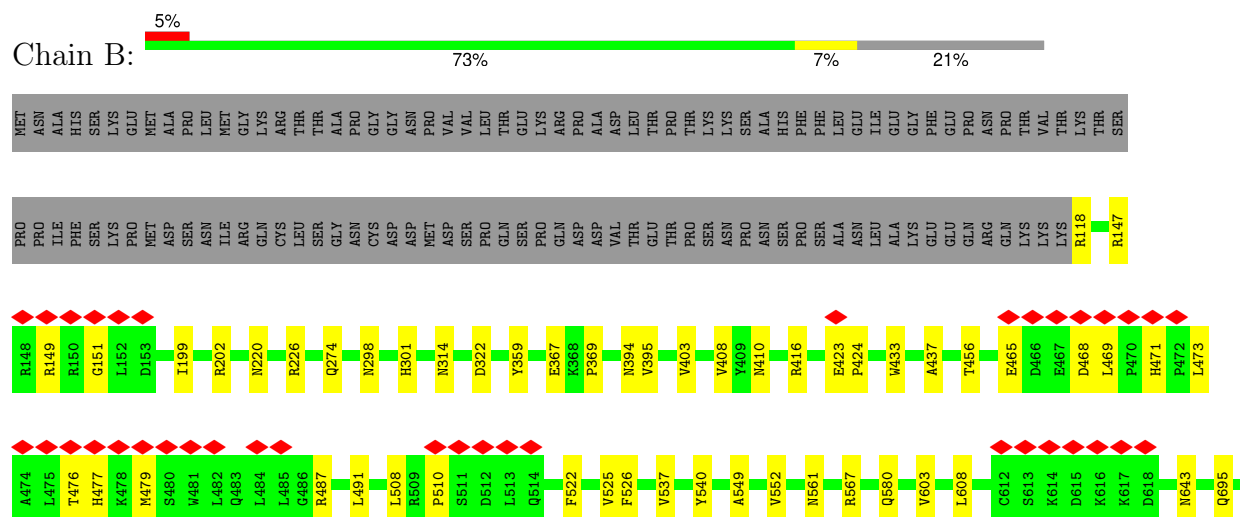 5%
Chain B:
73% 7% 21%
MET ASN ALA HIS SER LYS GLU MET ALA PRO LEU MET GLY LYS ARG THR THR ALA PRO GLY GLY ASN PRO VAL VAL LEU THR GLU LYS ARG PRO ALA ASP LEU THR PRO THR LYS LYS SER ALA HIS PHE PHE LEU GLU ILE GLU GLY PHE GLU PRO ASN PRO THR VAL THR LYS THR SER
PRO PRO ILE PHE SER LYS PRO MET ASP SER ASN ILE ARG GLN CYS LEU SER GLY ASN CYS ASP ASP MET ASP SER PRO GLN SER PRO GLN ASP ASP VAL THR GLU THR PRO SER ASN PRO ASN SER PRO SER ALA ASN LEU ALA LYS GLU GLU GLN ARG GLN LYS LYS LYS R118 R147
R148 R149 R150 G151 L152 D153 I199 R202 N220 R226 Q274 N298 H301 N314 D322 Y359 E367 K368 P369 N394 V395 V403 V408 Y409 N410 R416 E423 P424 W433 A437 T456 E465 D466 E467 D468 L469 P470 H471 P472 L473
A474 L475 T476 H477 K478 M479 S480 W481 L482 Q483 L484 L485 G486 R487 L491 L508 R509 P510 S511 D512 L513 Q514 F522 V525 F526 V537 Y540 A549 V552 N561 R567 Q580 V603 L608 C612 S613 K614 D615 K616 K617 D618 N643 Q695